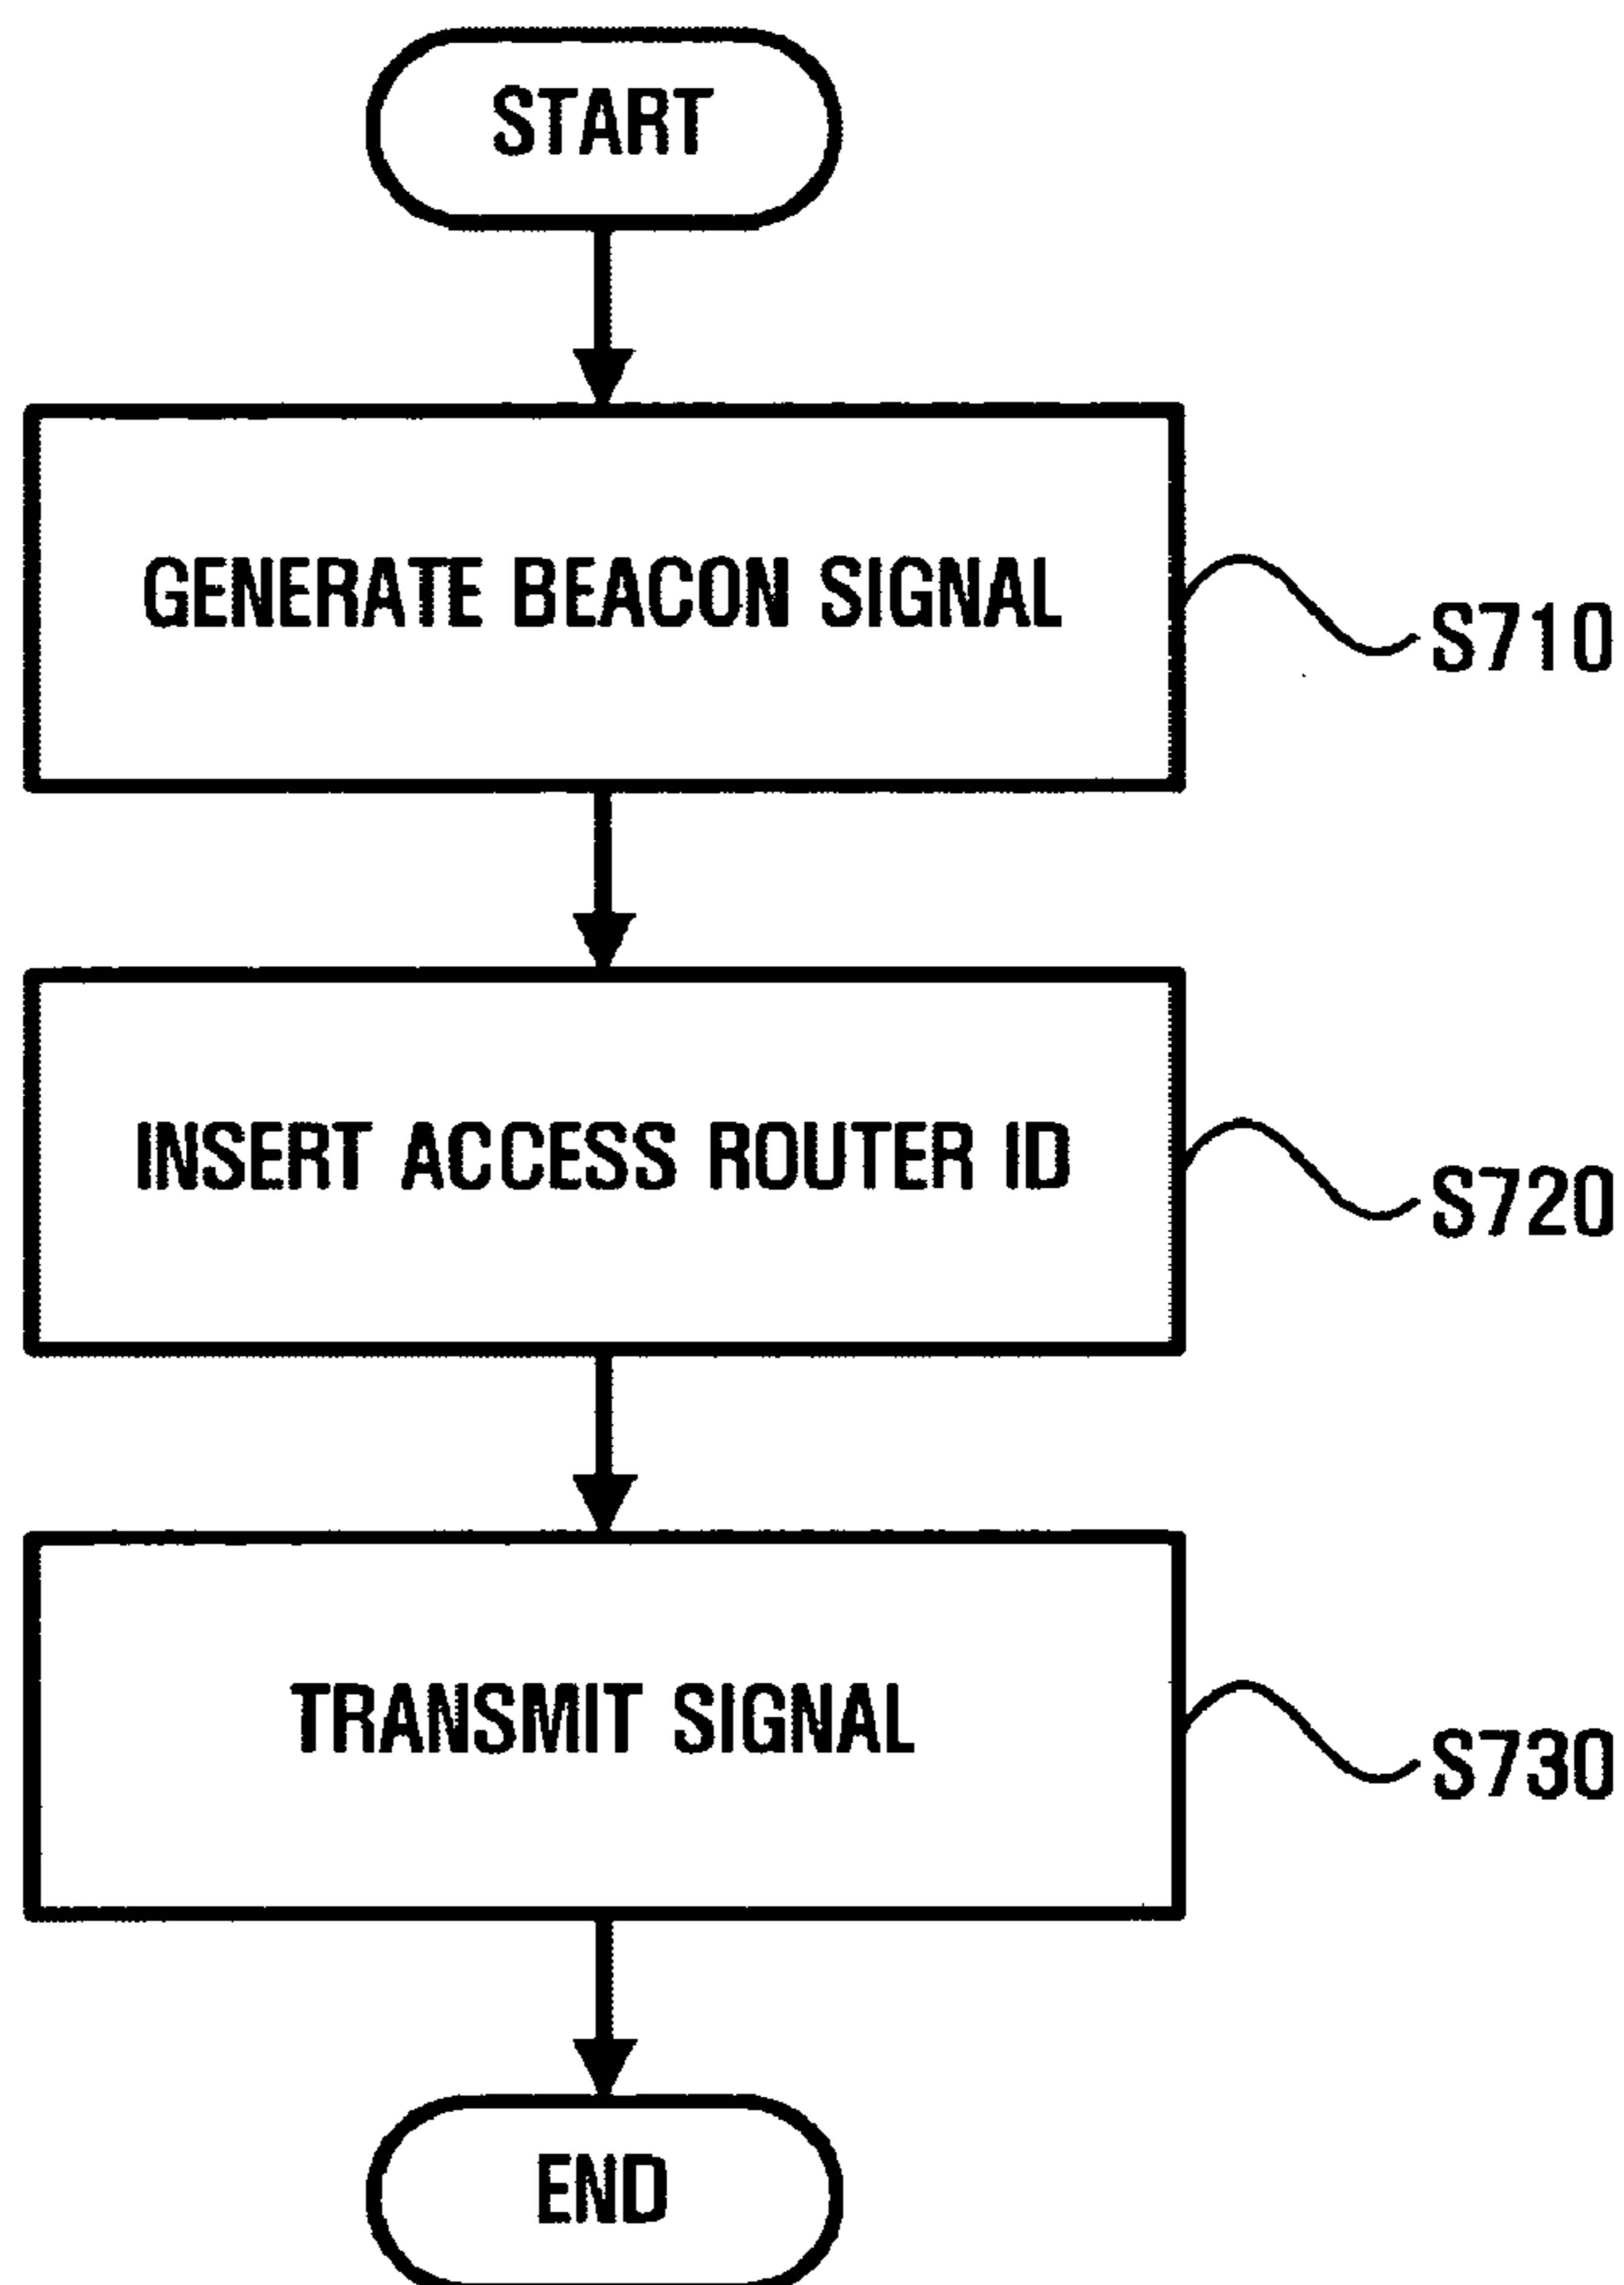 START
GENERATE BEACON SIGNAL
S710
INSERT ACCESS ROUTER ID
S720
TRANSMIT SIGNAL
S730
END